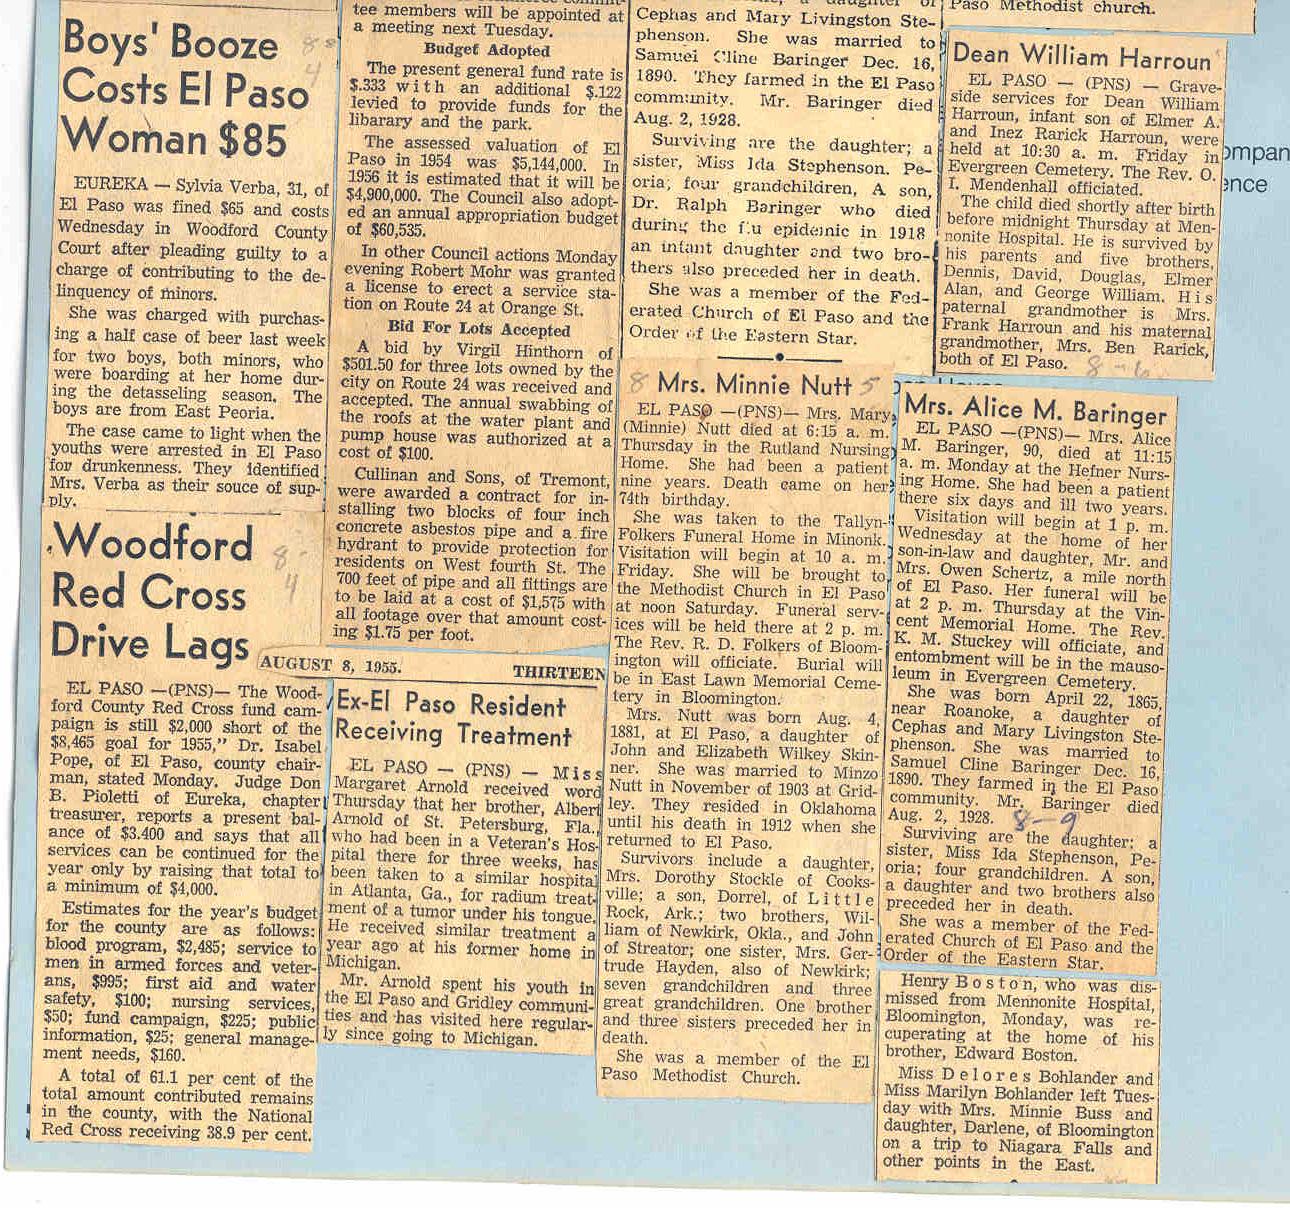 Boys' Booze
Costs El Paso
Woman $85
EUREKA — Sylvia Verba, 31, of
El Paso was fined $65 and costs
Wednesday in Woodford County
Court after pleading guilty to a
charge of contributing to the de-
linquency of minors.
She was charged with purchas-
ing a half case of beer last week
for two boys, both minors, who
were boarding at her home dur-
ing the detasseling season. The
boys are from East Peoria.
The case came to light when the
youths were arrested in El Paso
for drunkenness. They identified
Mrs. Verba as their souce of sup-
ply.
Woodford
Red Cross
Drive Lags
8-
4
EL PASO —(PNS)— The Wood-
ford County Red Cross fund cam-
paign is still $2,000 short of the
$8,465 goal for 1955," Dr. Isabel
Pope, of El Paso, county chair-
man, stated Monday. Judge Don
B. Pioletti of Eureka, chapter
treasurer, reports a present bal-
ance of $3.400 and says that all
services can be continued for the
year only by raising that total to
a minimum of $4,000.
Estimates for the year's budget
for the county are as follows:
blood program, $2,485; service to
men in armed forces and veter-
ans, $995; first aid and water
safety, $100; nursing services,
$50; fund campaign, $225; public
information, $25; general manage-
ment needs, $160.
A total of 61.1 per cent of the
total amount contributed remains
in the county, with the National
Red Cross receiving 38.9 per cent.
tee members will be appointed at
a meeting next Tuesday.
Budget Adopted
The present general fund rate is
$.333 with an additional $.122
levied to provide funds for the
libarary and the park.
The assessed valuation of El
Paso in 1954 was $5,144,000. In
1956 it is estimated that it will be
$4,900,000. The Council also adopt-
ed an annual appropriation budget
of $60,535.
In other Council actions Monday
evening Robert Mohr was granted
a license to erect a service sta-
tion on Route 24 at Orange St.
Bid For Lots Accepted
A bid by Virgil Hinthorn of
$501.50 for three lots owned by the
city on Route 24 was received and
accepted. The annual swabbing of
the roofs at the water plant and
pump house was authorized at a
cost of $100.
Cullinan and Sons, of Tremont,
were awarded a contract for in-
stalling two blocks of four inch
concrete asbestos pipe and a fire
hydrant to provide protection for
residents on West fourth St. The
700 feet of pipe and all fittings are
to be laid at a cost of $1,575 with
all footage over that amount cost-
ing $1.75 per foot.
AUGUST 8, 1955. THIRTEEN
Ex-El Paso Resident
Receiving Treatment
EL PASO — (PNS) — Miss
Margaret Arnold received word
Thursday that her brother, Albert
Arnold of St. Petersburg, Fla.,
who had been in a Veteran's Hos-
pital there for three weeks, has
been taken to a similar hospital
in Atlanta, Ga., for radium treat-
ment of a tumor under his tongue.
He received similar treatment a
year ago at his former home in
Michigan.
Mr. Arnold spent his youth in
the El Paso and Gridley communi-
ties and has visited here regular-
ly since going to Michigan.
Cephas and Mary Livingston Ste-
phenson. She was married to
Samuel Cline Baringer Dec. 16,
1890. They farmed in the El Paso
community. Mr. Baringer died
Aug. 2, 1928.
Surviving are the daughter; a
sister, Miss Ida Stephenson. Pe-
oria; four grandchildren, A son,
Dr. Ralph Baringer who died
during the flu epidemic in 1918
an infant daughter and two bro-
thers also preceded her in death.
She was a member of the Fed-
erated Church of El Paso and the
Order of the Eastern Star.
8 Mrs. Minnie Nutt 5
EL PASO —(PNS)— Mrs. Mary
(Minnie) Nutt died at 6:15 a. m.
Thursday in the Rutland Nursing
Home. She had been a patient
nine years. Death came on her
74th birthday.
She was taken to the Tallyn-
Folkers Funeral Home in Minonk.
Visitation will begin at 10 a. m.
Friday. She will be brought to
the Methodist Church in El Paso
at noon Saturday. Funeral serv-
ices will be held there at 2 p. m.
The Rev. R. D. Folkers of Bloom-
ington will officiate. Burial will
be in East Lawn Memorial Ceme-
tery in Bloomington.
Mrs. Nutt was born Aug. 4,
1881, at El Paso, a daughter of
John and Elizabeth Wilkey Skin-
ner. She was married to Minzo
Nutt in November of 1903 at Grid-
ley. They resided in Oklahoma
until his death in 1912 when she
returned to El Paso.
Survivors include a daughter,
Mrs. Dorothy Stockle of Cooks-
ville; a son, Dorrel, of Little
Rock, Ark.; two brothers, Wil-
liam of Newkirk, Okla., and John
of Streator; one sister, Mrs. Ger-
trude Hayden, also of Newkirk;
seven grandchildren and three
great grandchildren. One brother
and three sisters preceded her in
death.
She was a member of the El
Paso Methodist Church.
Paso Methodist church.
Dean William Harroun
EL PASO — (PNS) — Grave-
side services for Dean William
Harroun, infant son of Elmer A.
and Inez Rarick Harroun, were
held at 10:30 a. m. Friday in
Evergreen Cemetery. The Rev. O.
I. Mendenhall officiated.
The child died shortly after birth
before midnight Thursday at Men-
nonite Hospital. He is survived by
his parents and five brothers,
Dennis, David, Douglas, Elmer
Alan, and George William. His
paternal grandmother is Mrs.
Frank Harroun and his maternal
grandmother, Mrs. Ben Rarick,
both of El Paso. 8-6
Mrs. Alice M. Baringer
EL PASO —(PNS)— Mrs. Alice
M. Baringer, 90, died at 11:15
a. m. Monday at the Hefner Nurs-
ing Home. She had been a patient
there six days and ill two years.
Visitation will begin at 1 p. m.
Wednesday at the home of her
son-in-law and daughter, Mr. and
Mrs. Owen Schertz, a mile north
of El Paso. Her funeral will be
at 2 p. m. Thursday at the Vin-
cent Memorial Home. The Rev.
K. M. Stuckey will officiate, and
entombment will be in the mauso-
leum in Evergreen Cemetery.
She was born April 22, 1865,
near Roanoke, a daughter of
Cephas and Mary Livingston Ste-
phenson. She was married to
Samuel Cline Baringer Dec. 16,
1890. They farmed in the El Paso
community. Mr. Baringer died
Aug. 2, 1928. 8-9
Surviving are the daughter; a
sister, Miss Ida Stephenson, Pe-
oria; four grandchildren. A son,
a daughter and two brothers also
preceded her in death.
She was a member of the Fed-
erated Church of El Paso and the
Order of the Eastern Star.
Henry Boston, who was dis-
missed from Mennonite Hospital,
Bloomington, Monday, was re-
cuperating at the home of his
brother, Edward Boston.
Miss Delores Bohlander and
Miss Marilyn Bohlander left Tues-
day with Mrs. Minnie Buss and
daughter, Darlene, of Bloomington
on a trip to Niagara Falls and
other points in the East.
ompan
ence